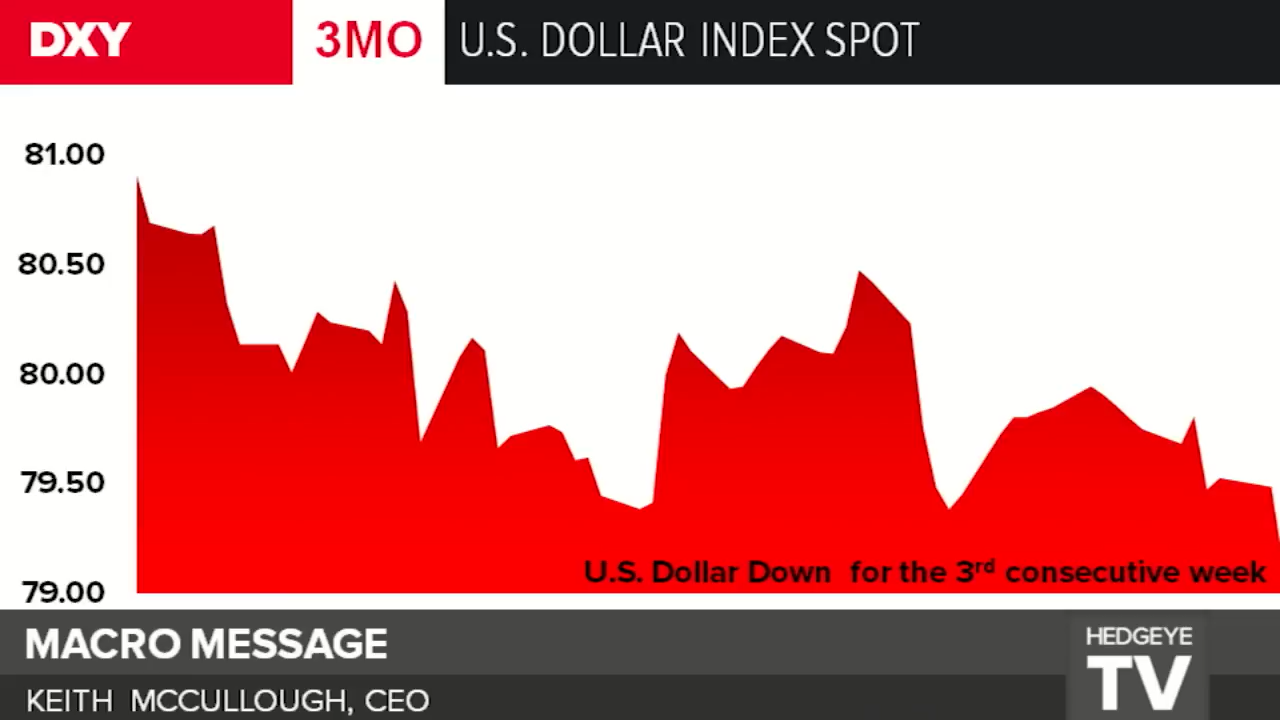 DXY 3MO U.S. DOLLAR INDEX SPOT
81.00
80.50
80.00
79.50
79.00
U.S. Dollar Down for the 3rd consecutive week
MACRO MESSAGE
KEITH MCCULLOUGH, CEO
HEDGEYE
TV